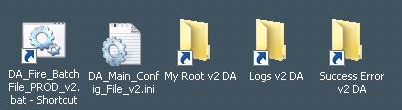 DA_Fire_Batch
File_PROD_v2.
bat - Shortcut
DA_Main_Conf
ig_File_v2.ini
My Root v2 DA
Logs v2 DA
Success Error
v2 DA